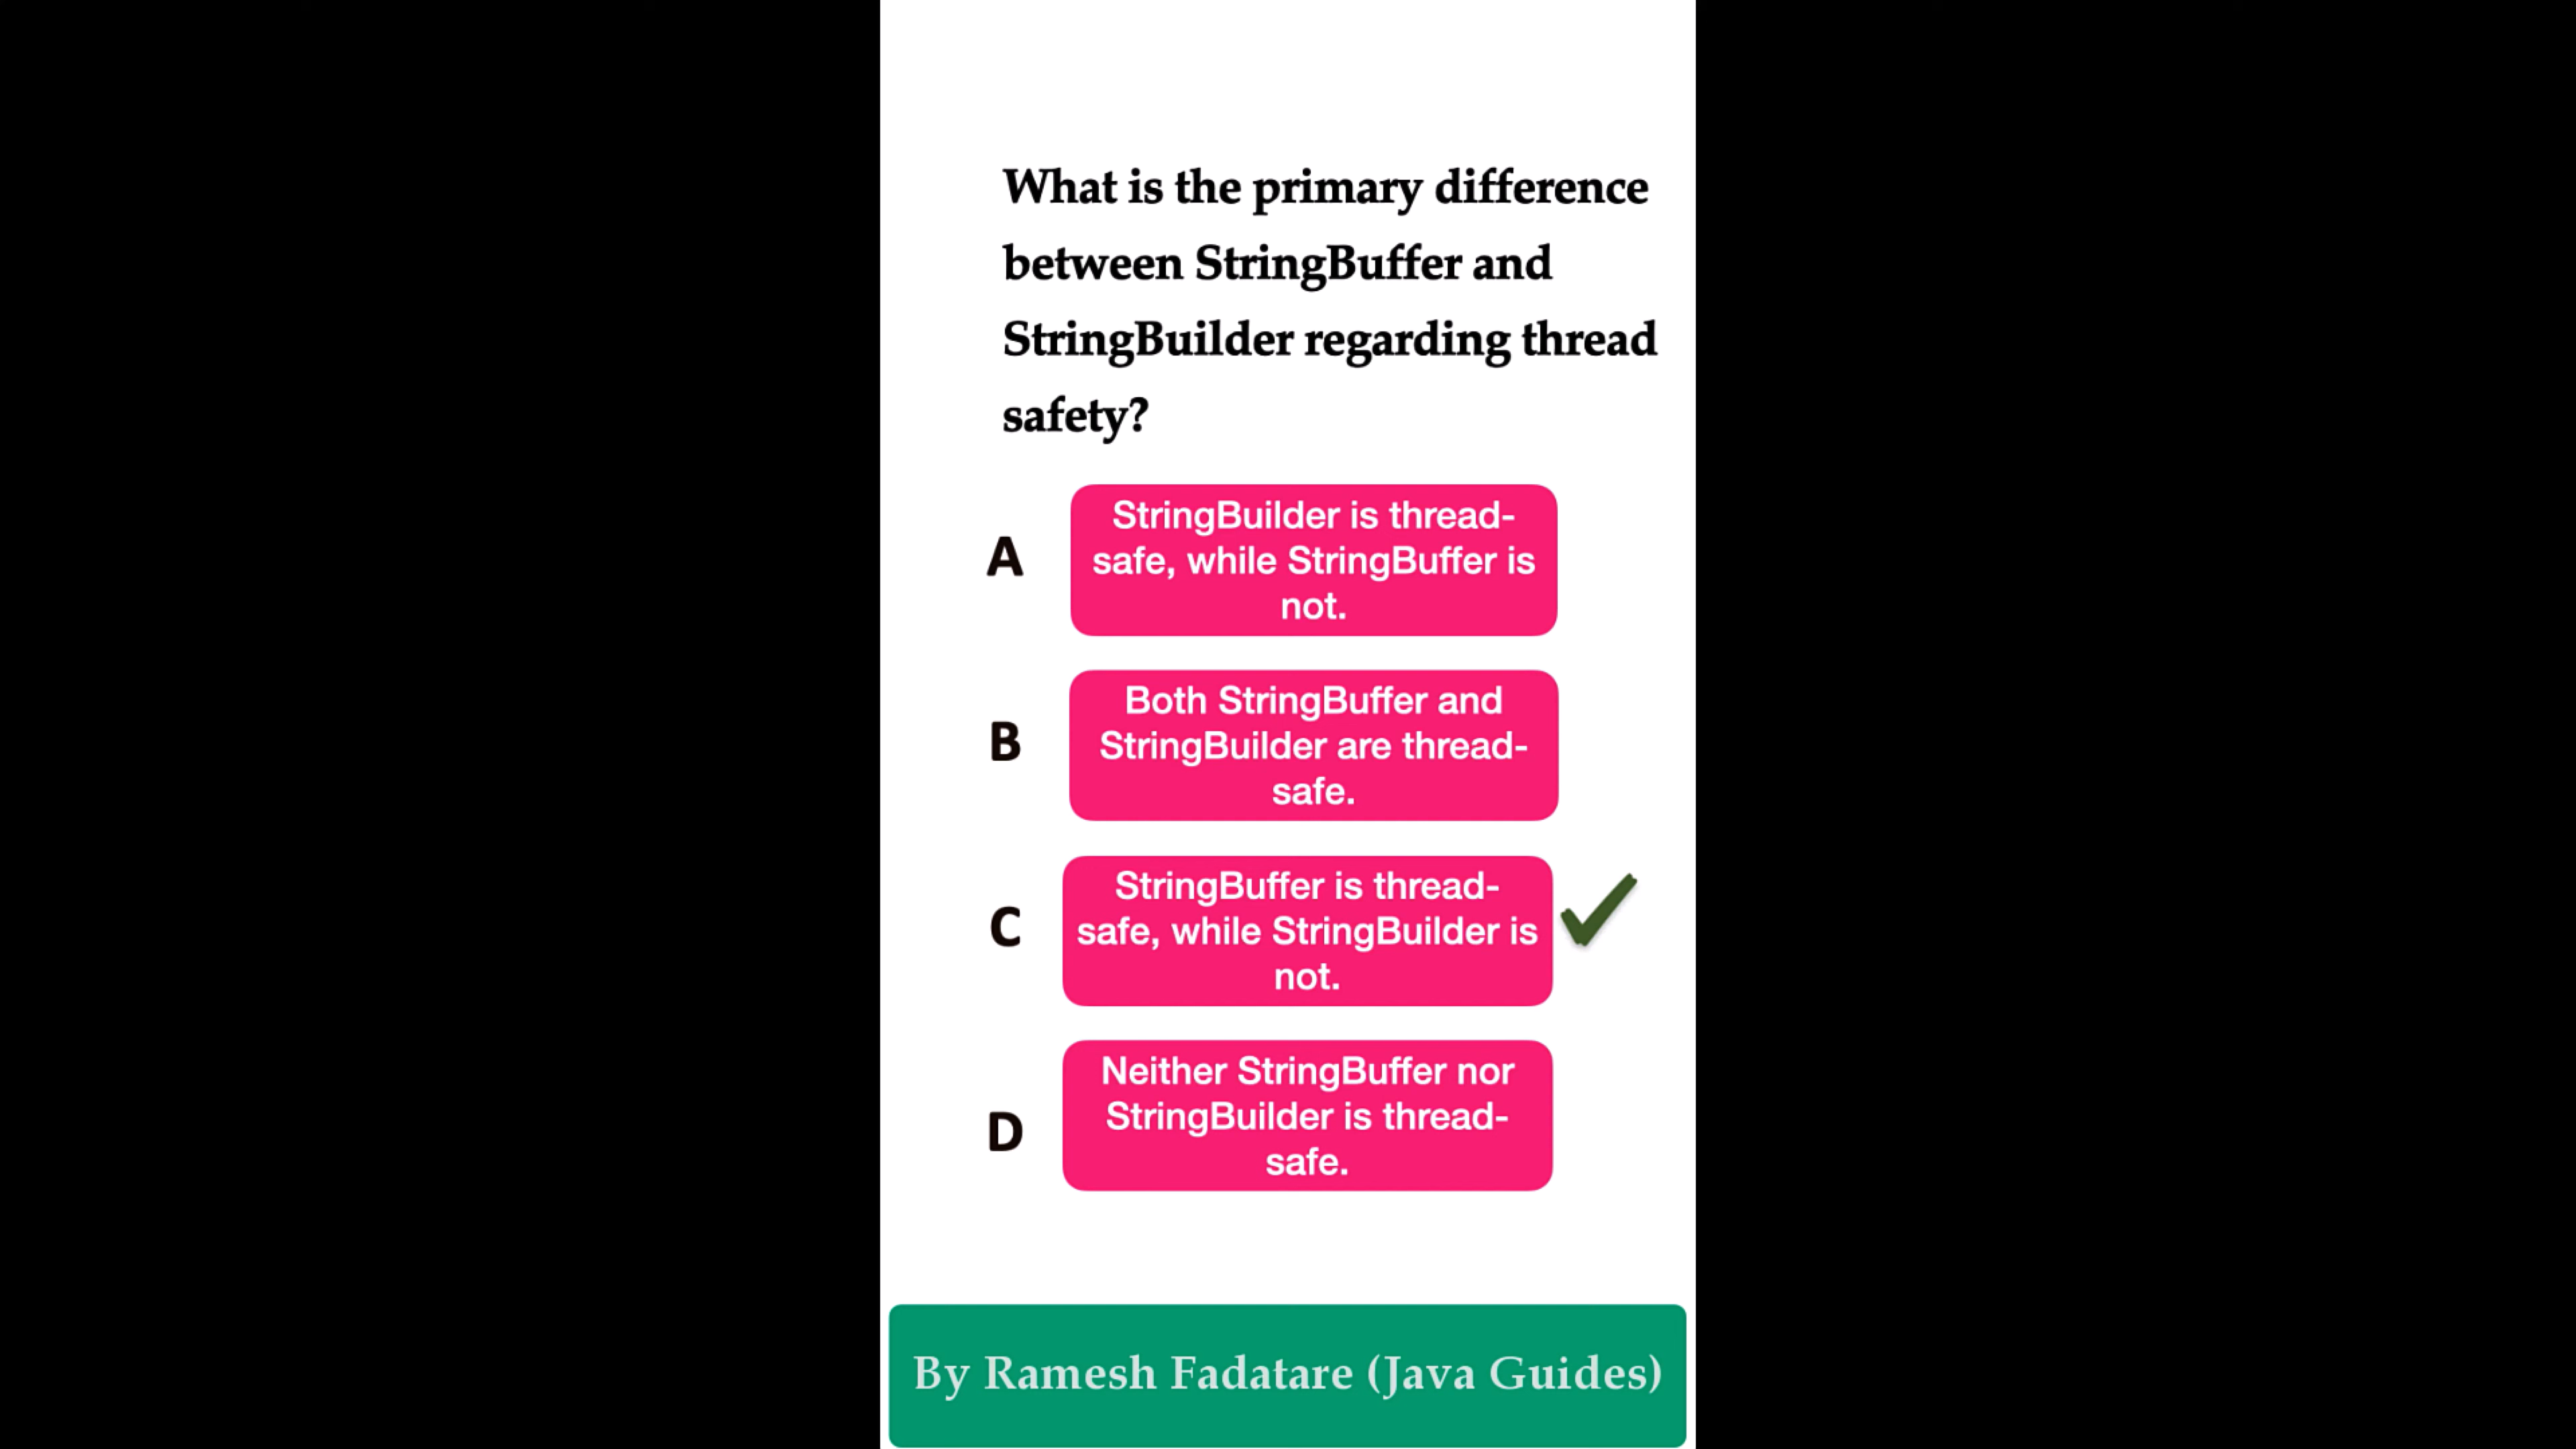 What is the primary difference
between StringBuffer and
StringBuilder regarding thread
safety?
A
StringBuilder is thread-
safe, while StringBuffer is
not.
B
Both StringBuffer and
StringBuilder are thread-
safe.
C
StringBuffer is thread-
safe, while StringBuilder is
not.
D
Neither StringBuffer nor
StringBuilder is thread-
safe.
By Ramesh Fadatare (Java Guides)